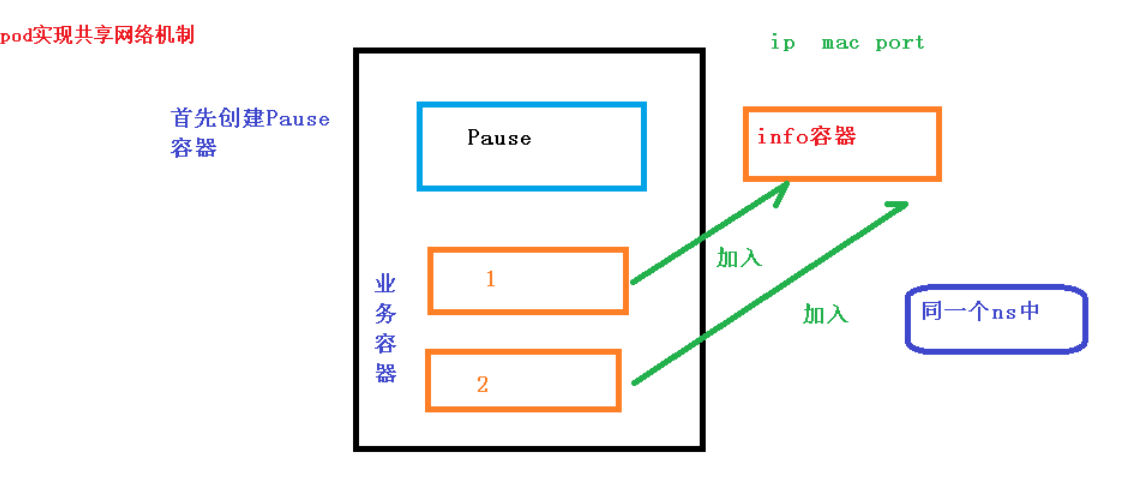 pod实现共享网络机制
ip mac port
首先创建Pause
容器
Pause
info容器
业
务
容
器
1
加入
加入
同一个ns中
2